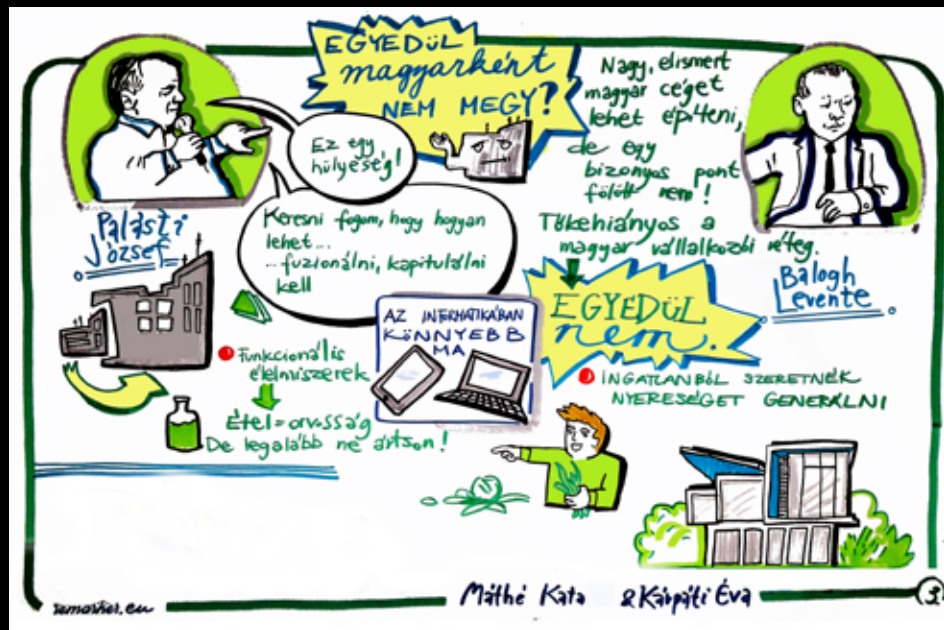 EGYEDÜL
magyarként
NEM MEGY?
Ez egy
hülyeség!
Keresni fogom, hogy hogyan
lehet...
... fuzionálni, kapitulálni
kell
Palásti
József
Nagy, elismert
magyar céget
lehet építeni,
de egy
bizonyos pont
fölött nem!
Tőkehiányos a
magyar vállalkozói réteg.
Balogh
Levente
EGYEDÜL
nem.
AZ INFORMATIKÁBAN
KÖNNYEBB
MA
Funkcionális
élelmiszerek
Étel=orvosság
De legalább ne ártson!
INGATLANBÓL SZERETNÉK
NYERESÉGET GENERÁLNI
Máthé Kata & Kárpáti Éva
3.